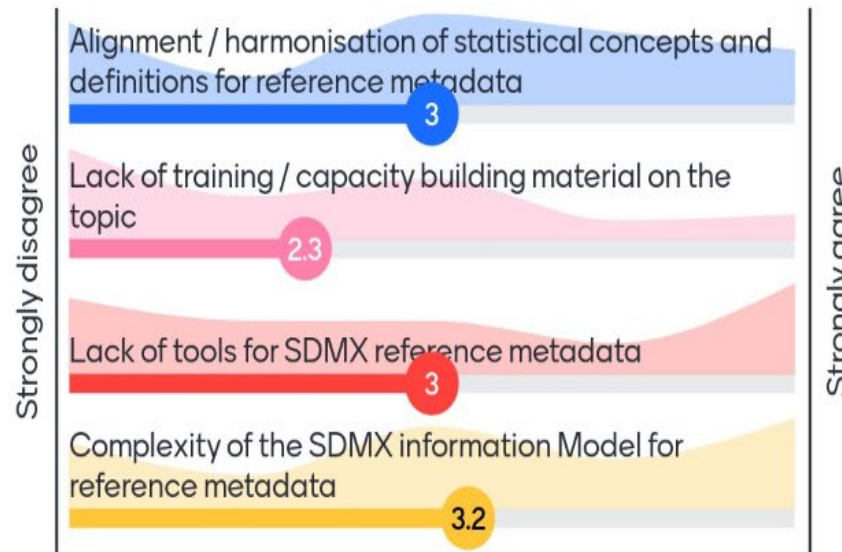 Strongly disagree
Alignment / harmonisation of statistical concepts and
definitions for reference metadata
3
Lack of training / capacity building material on the
topic
2.3
Lack of tools for SDMX reference metadata
3
Complexity of the SDMX information Model for
reference metadata
3.2
Strongly agree